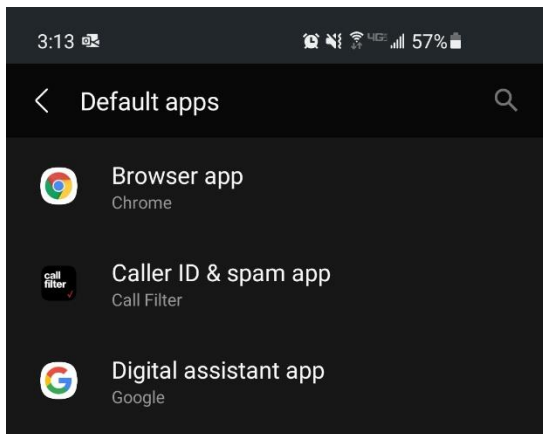 3:13 4GE 57%
Default apps
Browser app
Chrome
call
filter
Caller ID & spam app
Call Filter
Digital assistant app
Google